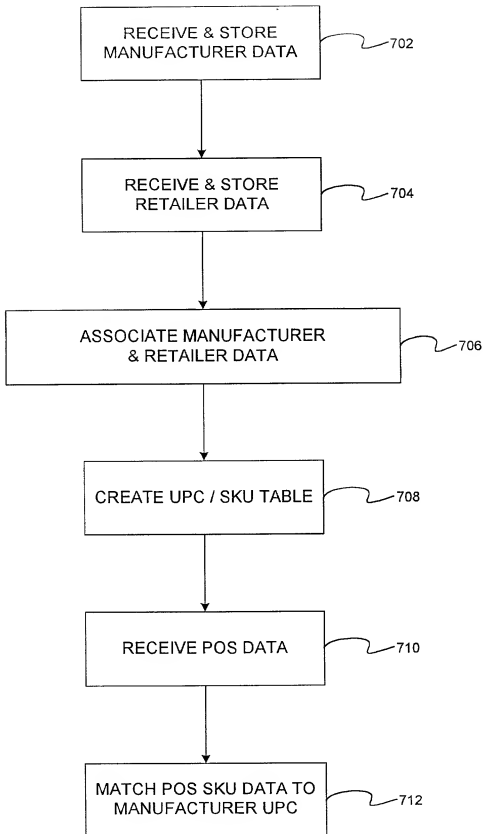 RECEIVE & STORE
MANUFACTURER DATA
702
RECEIVE & STORE
RETAILER DATA
704
ASSOCIATE MANUFACTURER
& RETAILER DATA
706
CREATE UPC / SKU TABLE
708
RECEIVE POS DATA
710
MATCH POS SKU DATA TO
MANUFACTURER UPC
712